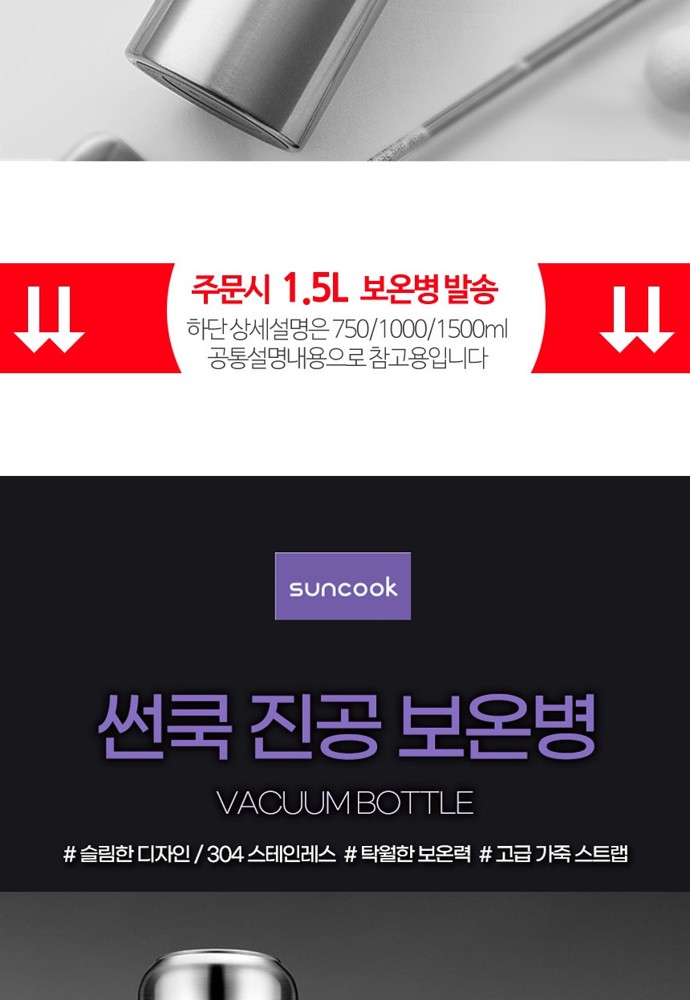 주문시 1.5L 보온병 발송
하단 상세설명은 750/1000/1500ml
공통설명내용으로 참고용입니다
suncook
썬쿡 진공 보온병
VACUUM BOTTLE
# 슬림한 디자인 / 304 스테인레스 # 탁월한 보온력 # 고급 가죽 스트랩